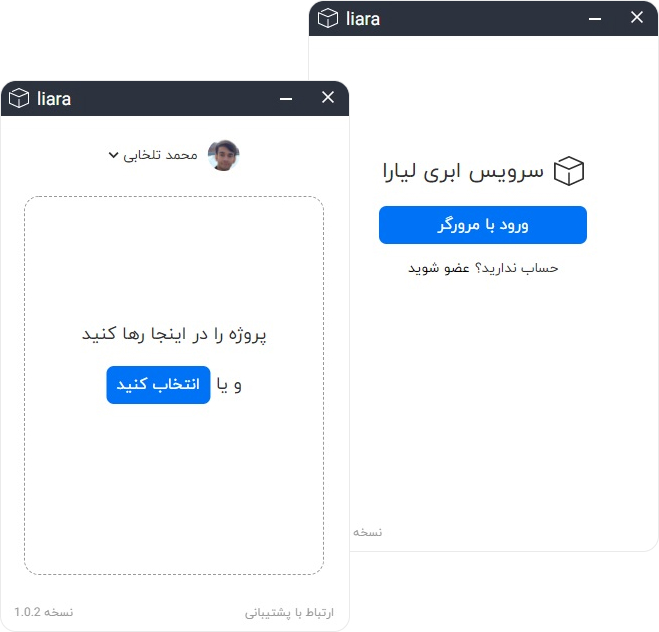 liara
سرویس ابری لیارا
ورود با مرورگر
حساب ندارید؟ عضو شوید
نسخه
liara
محمد تلخابی
پروژه را در اینجا رها کنید
و یا انتخاب کنید
ارتباط با پشتیبانی
نسخه 1.0.2